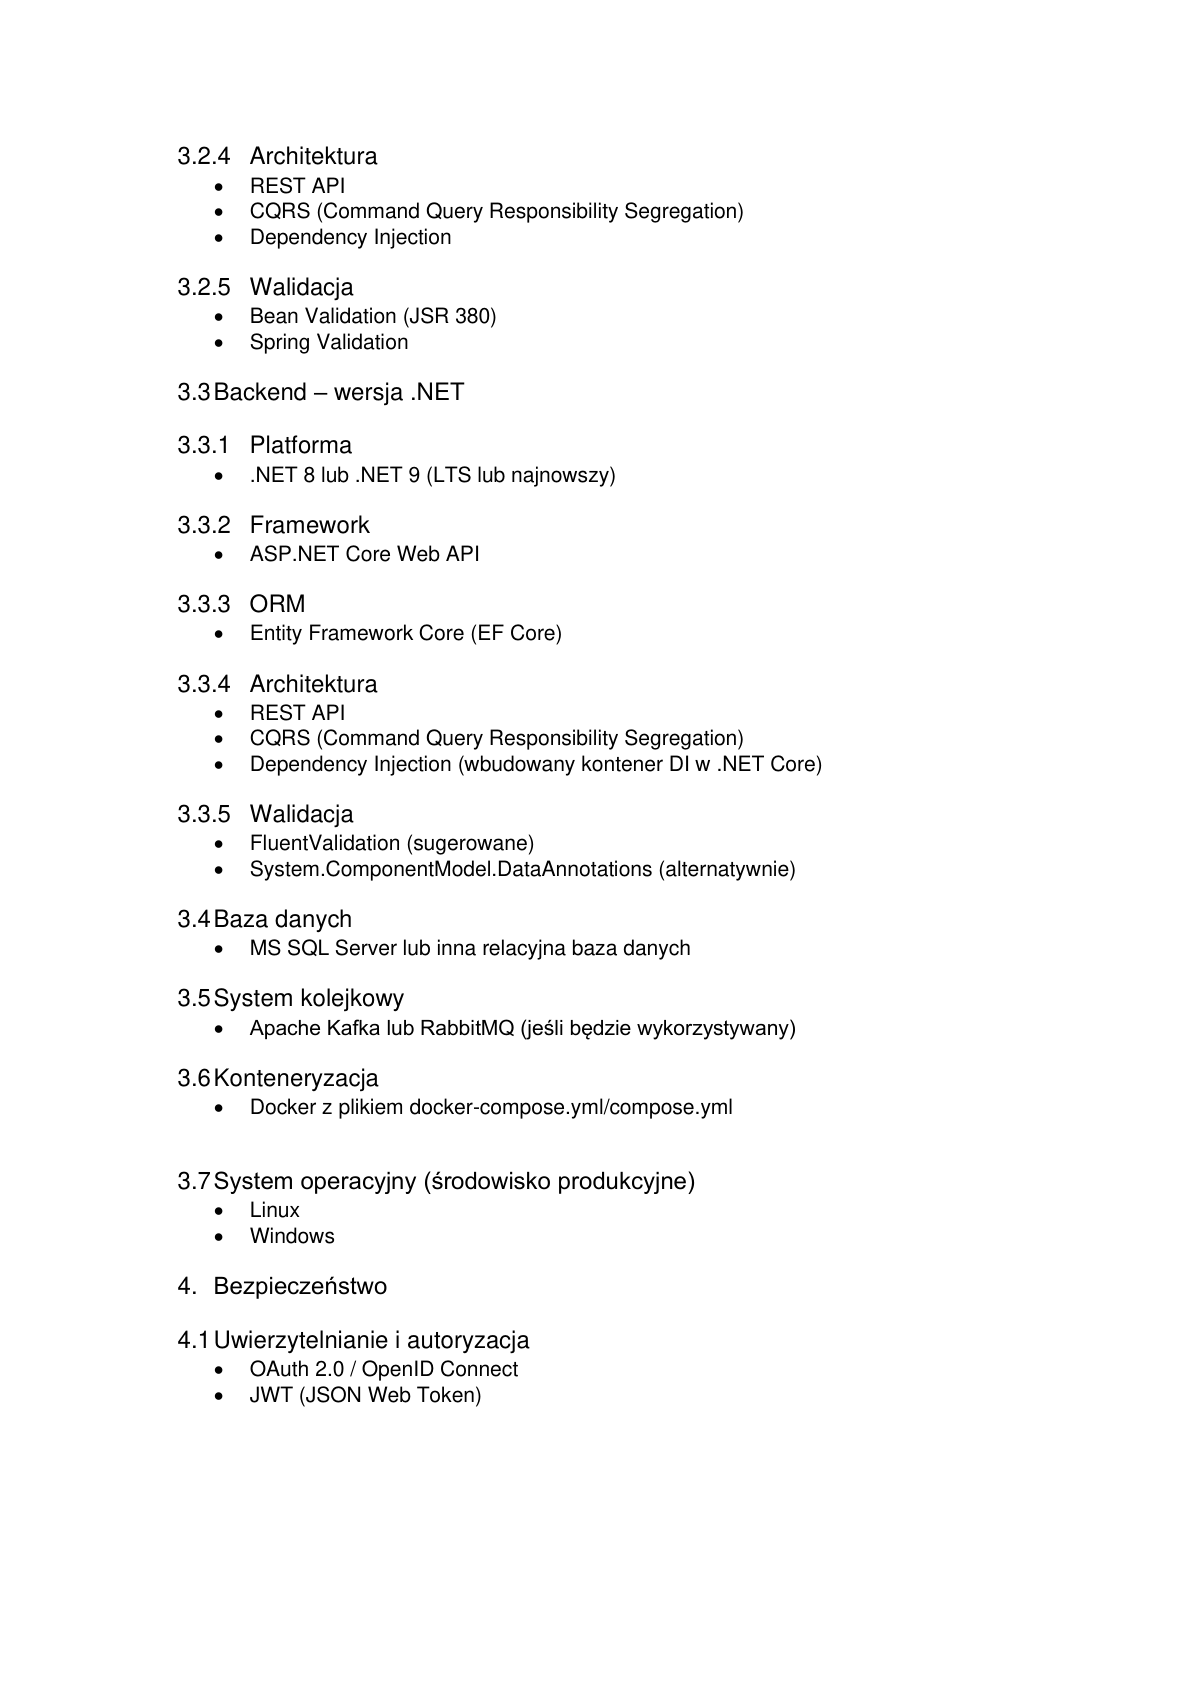 3.2.4 Architektura
• REST API
• CQRS (Command Query Responsibility Segregation)
• Dependency Injection
3.2.5 Walidacja
• Bean Validation (JSR 380)
• Spring Validation
3.3 Backend – wersja .NET
3.3.1 Platforma
• .NET 8 lub .NET 9 (LTS lub najnowszy)
3.3.2 Framework
• ASP.NET Core Web API
3.3.3 ORM
• Entity Framework Core (EF Core)
3.3.4 Architektura
• REST API
• CQRS (Command Query Responsibility Segregation)
• Dependency Injection (wbudowany kontener DI w .NET Core)
3.3.5 Walidacja
• FluentValidation (sugerowane)
• System.ComponentModel.DataAnnotations (alternatywnie)
3.4 Baza danych
• MS SQL Server lub inna relacyjna baza danych
3.5 System kolejkowy
• Apache Kafka lub RabbitMQ (jeśli będzie wykorzystywany)
3.6 Konteneryzacja
• Docker z plikiem docker-compose.yml/compose.yml
3.7 System operacyjny (środowisko produkcyjne)
• Linux
• Windows
4. Bezpieczeństwo
4.1 Uwierzytelnianie i autoryzacja
• OAuth 2.0 / OpenID Connect
• JWT (JSON Web Token)